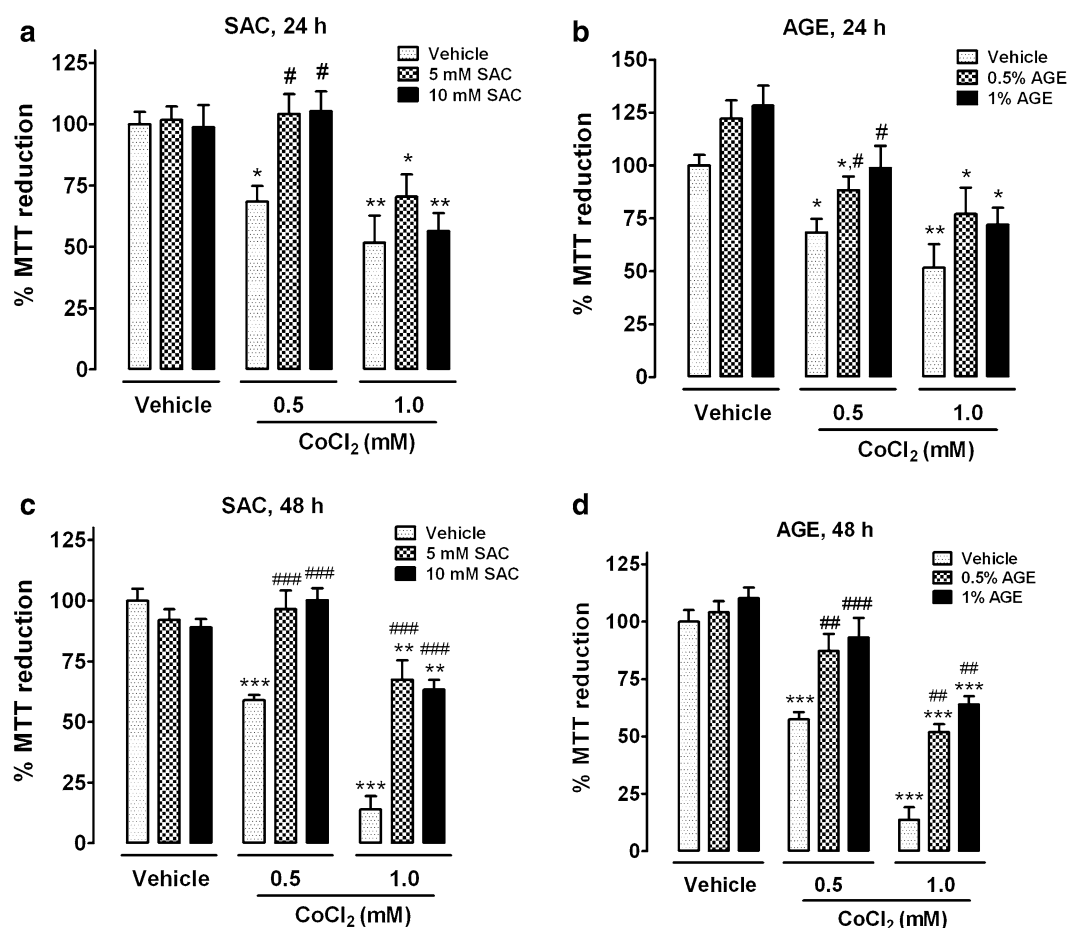 a
SAC, 24 h
Vehicle
5 mM SAC
10 mM SAC
% MTT reduction
125
100
75
50
25
0
*
#
#
**
*
**
Vehicle
0.5
1.0
CoCl₂ (mM)
b
AGE, 24 h
Vehicle
0.5% AGE
1% AGE
% MTT reduction
150
125
100
75
50
25
0
*
*,#
#
**
*
*
Vehicle
0.5
1.0
CoCl₂ (mM)
c
SAC, 48 h
Vehicle
5 mM SAC
10 mM SAC
% MTT reduction
125
100
75
50
25
0
***
###
###
***
###
**
###
**
Vehicle
0.5
1.0
CoCl₂ (mM)
d
AGE, 48 h
Vehicle
0.5% AGE
1% AGE
% MTT reduction
125
100
75
50
25
0
***
##
###
***
##
***
##
***
Vehicle
0.5
1.0
CoCl₂ (mM)